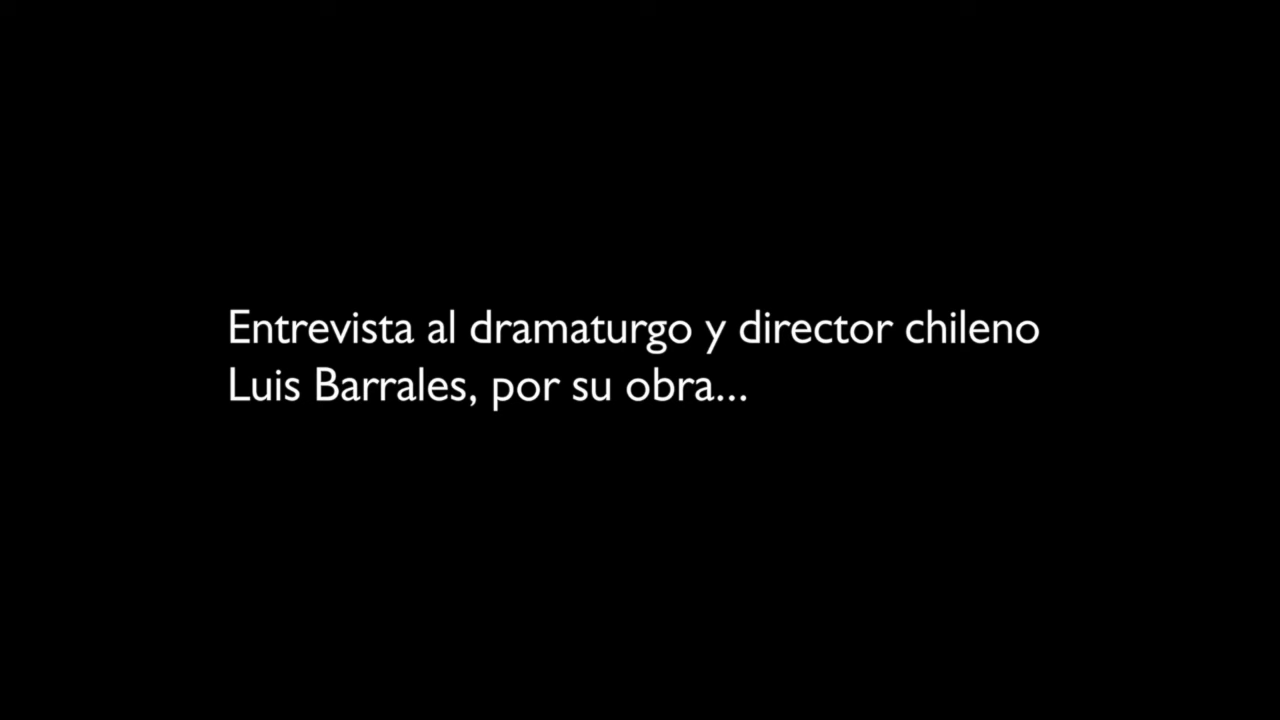 Entrevista al dramaturgo y director chileno
Luis Barrales, por su obra...